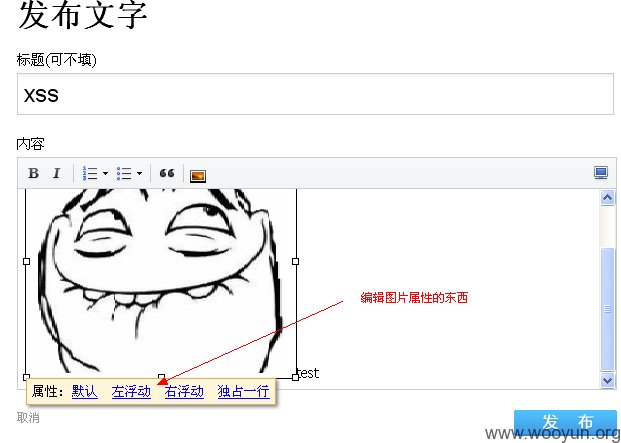 发布文字
标题(可不填)
XSS
内容
B I
编辑图片属性的东西
test
属性: 默认 左浮动 右浮动 独占一行
取消
发 布
www.wooyun.org